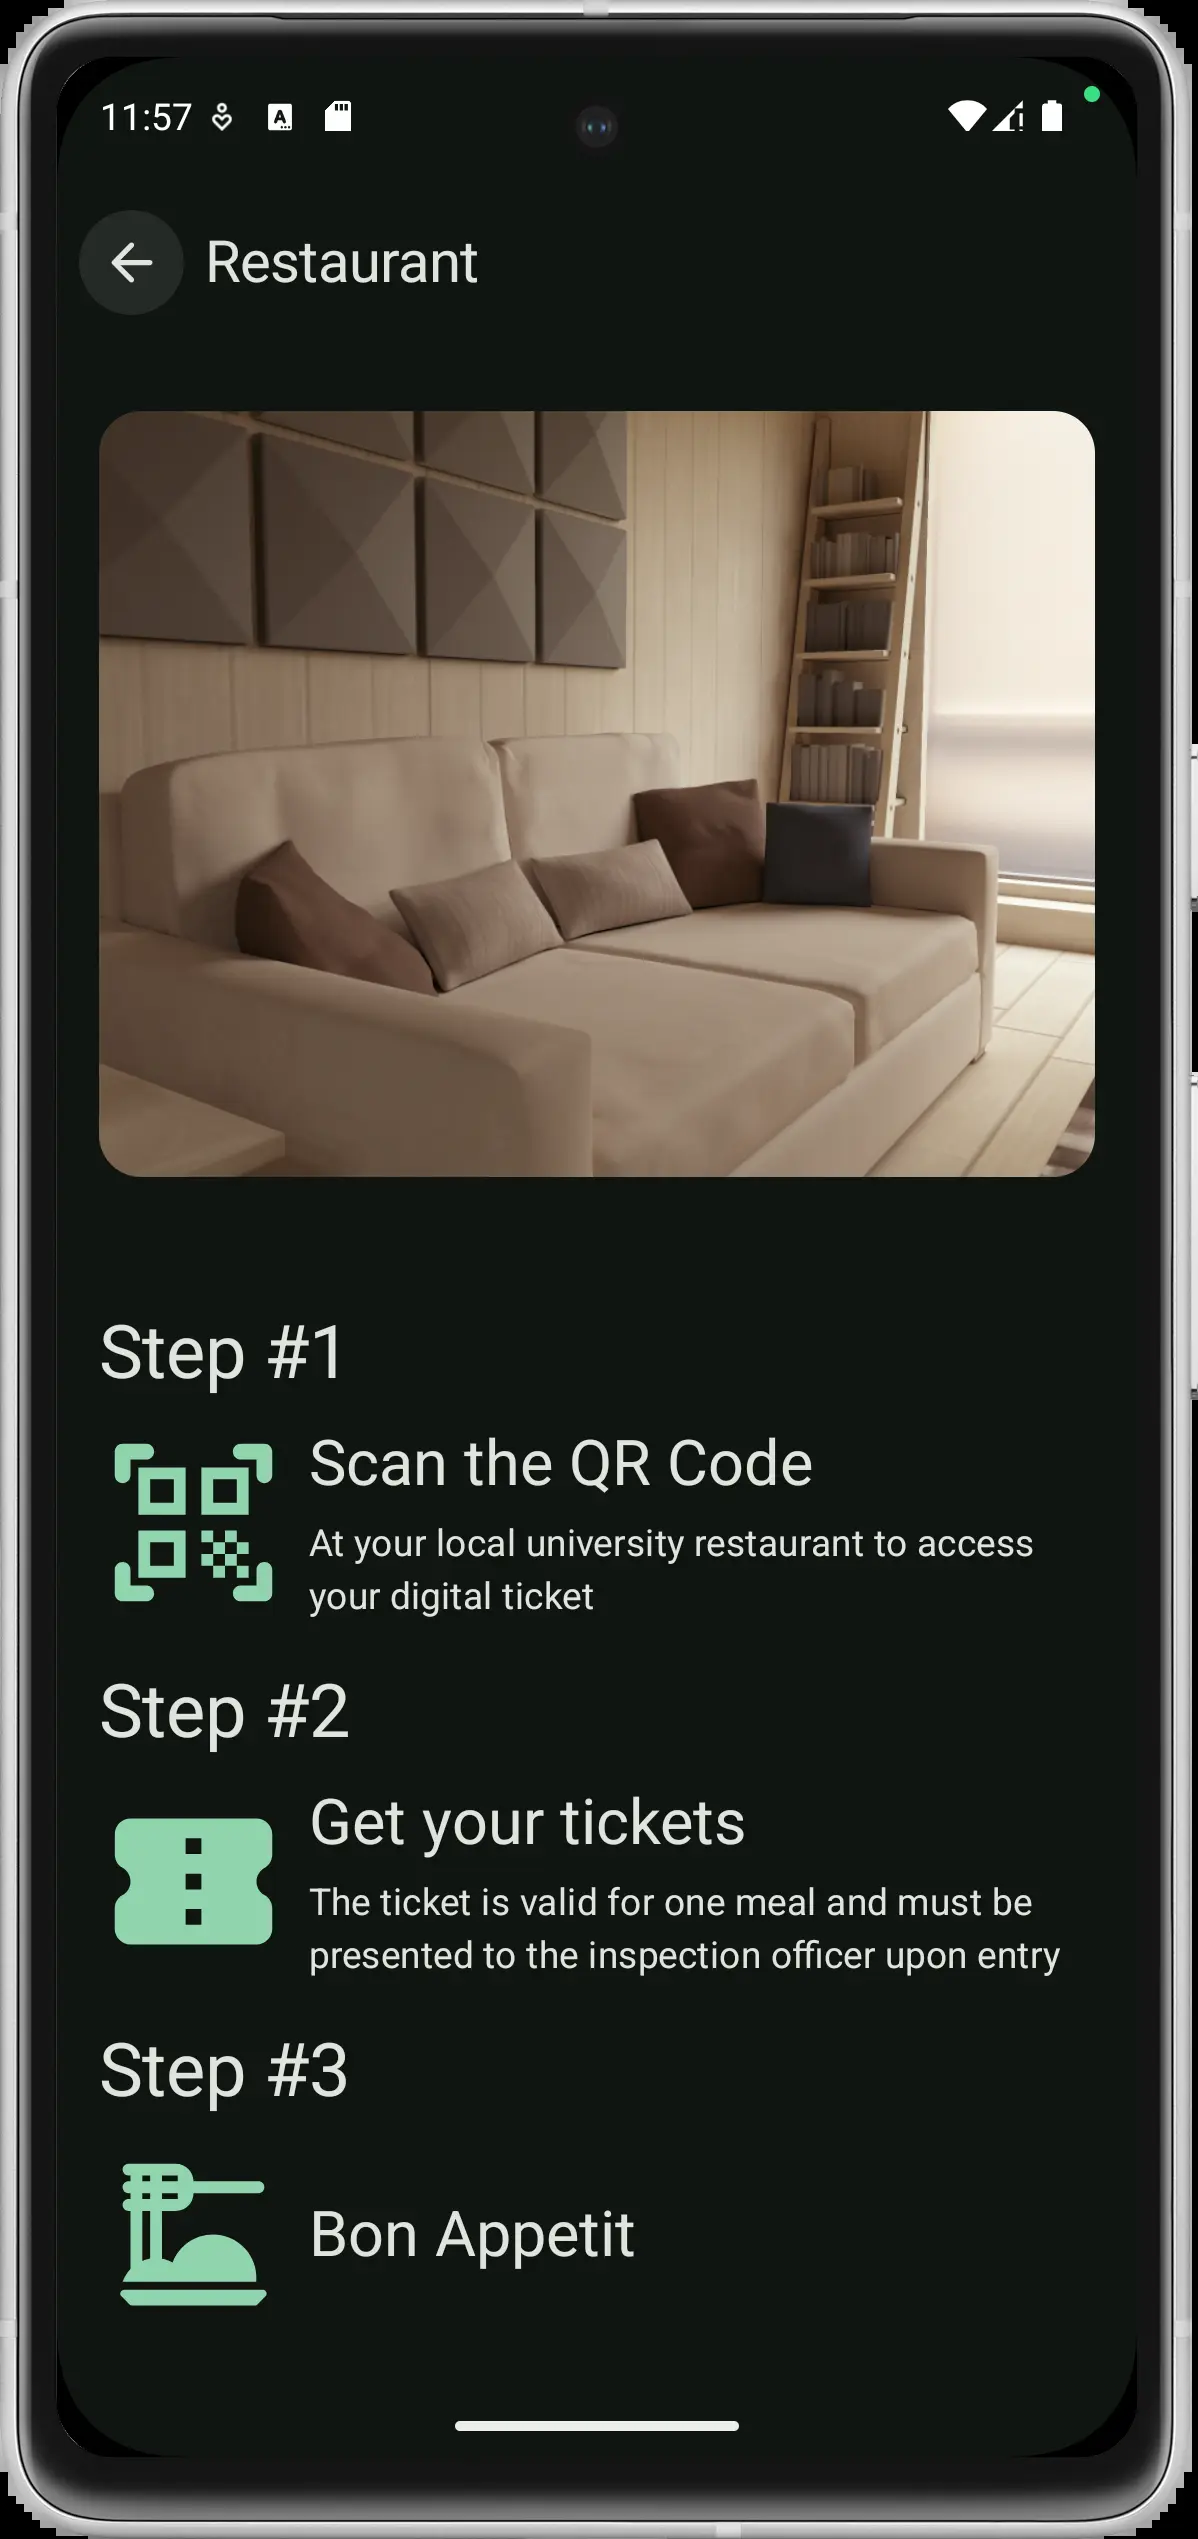 11:57
Restaurant
Step #1
Scan the QR Code
At your local university restaurant to access
your digital ticket
Step #2
Get your tickets
The ticket is valid for one meal and must be
presented to the inspection officer upon entry
Step #3
Bon Appetit